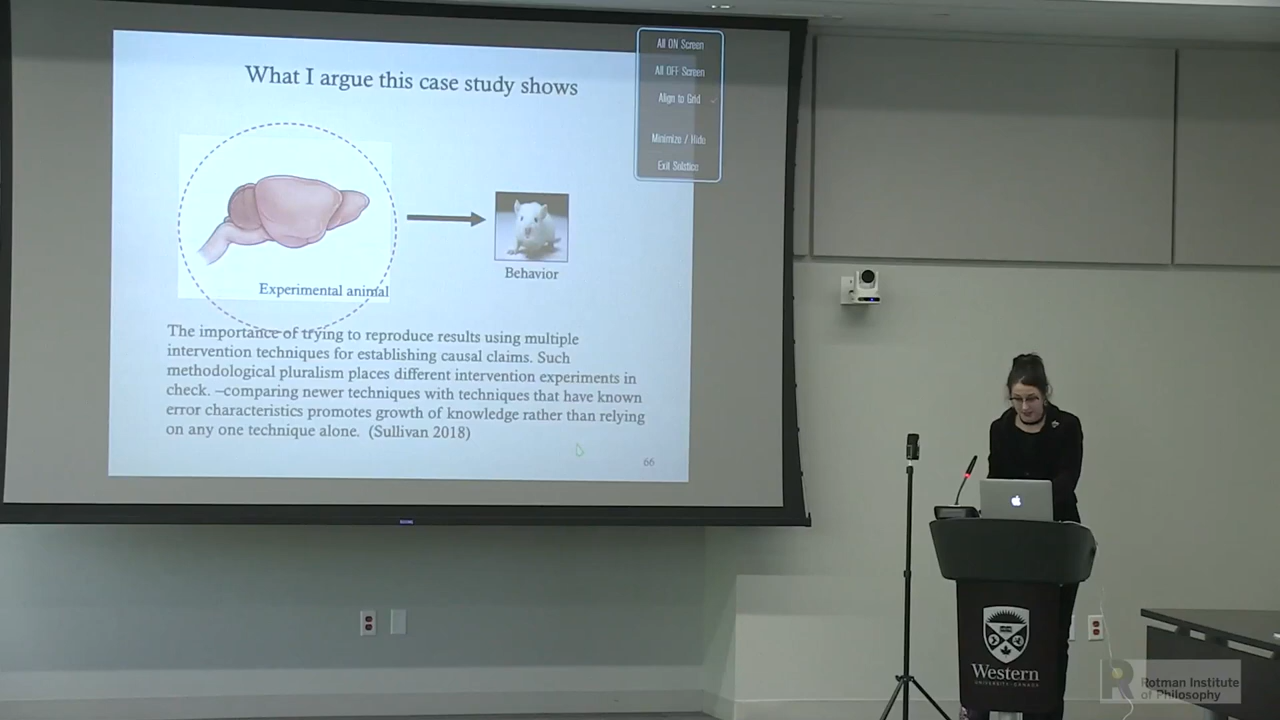 What I argue this case study shows
All ON Screen
All OFF Screen
Align to Grid
Minimize / Hide
Exit Solstice
Experimental animal
Behavior
The importance of trying to reproduce results using multiple
intervention techniques for establishing causal claims. Such
methodological pluralism places different intervention experiments in
check. –comparing newer techniques with techniques that have known
error characteristics promotes growth of knowledge rather than relying
on any one technique alone. (Sullivan 2018)
66
Western
UNIVERSITY · CANADA
R
Rotman Institute
of Philosophy